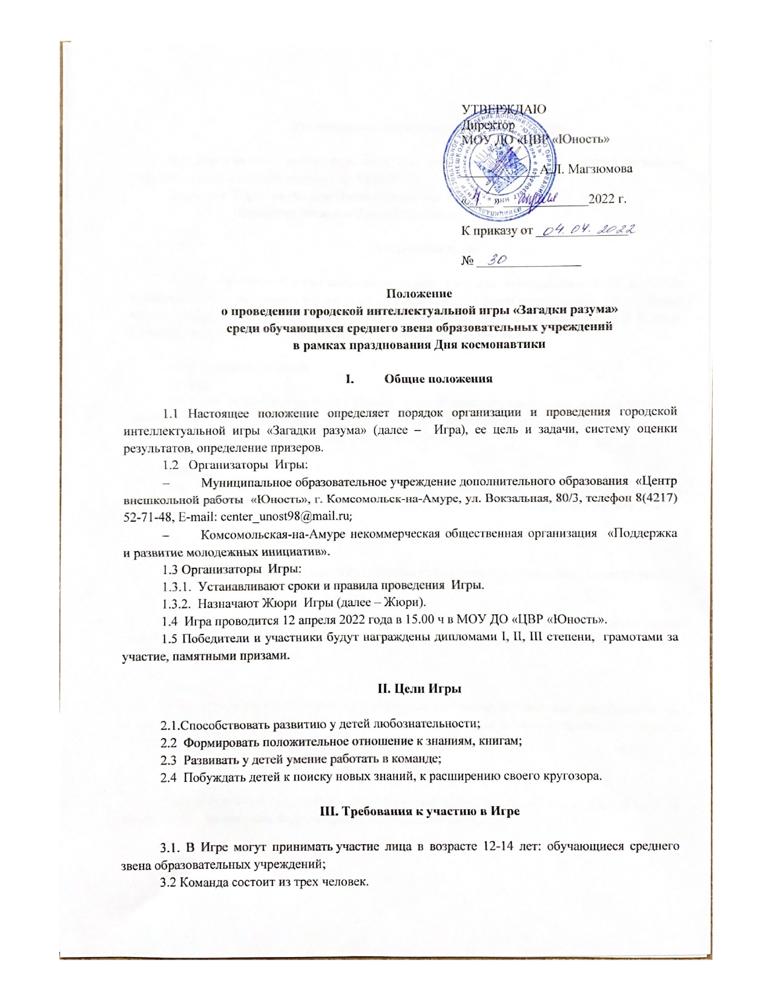 УТВЕРЖДАЮ
Директор
МОУ ДО «ЦВР «Юность»
А.Л. Магзюмова
« 4 » апреля 2022 г.
К приказу от 04.04.2022
№ 30
Положение
о проведении городской интеллектуальной игры «Загадки разума»
среди обучающихся среднего звена образовательных учреждений
в рамках празднования Дня космонавтики
I. Общие положения
1.1 Настоящее положение определяет порядок организации и проведения городской
интеллектуальной игры «Загадки разума» (далее – Игра), ее цель и задачи, систему оценки
результатов, определение призеров.
1.2 Организаторы Игры:
– Муниципальное образовательное учреждение дополнительного образования «Центр
внешкольной работы «Юность», г. Комсомольск-на-Амуре, ул. Вокзальная, 80/3, телефон 8(4217)
52-71-48, E-mail: center_unost98@mail.ru;
– Комсомольская-на-Амуре некоммерческая общественная организация «Поддержка
и развитие молодежных инициатив».
1.3 Организаторы Игры:
1.3.1. Устанавливают сроки и правила проведения Игры.
1.3.2. Назначают Жюри Игры (далее – Жюри).
1.4 Игра проводится 12 апреля 2022 года в 15.00 ч в МОУ ДО «ЦВР «Юность».
1.5 Победители и участники будут награждены дипломами I, II, III степени, грамотами за
участие, памятными призами.
II. Цели Игры
2.1.Способствовать развитию у детей любознательности;
2.2 Формировать положительное отношение к знаниям, книгам;
2.3 Развивать у детей умение работать в команде;
2.4 Побуждать детей к поиску новых знаний, к расширению своего кругозора.
III. Требования к участию в Игре
3.1. В Игре могут принимать участие лица в возрасте 12-14 лет: обучающиеся среднего
звена образовательных учреждений;
3.2 Команда состоит из трех человек.